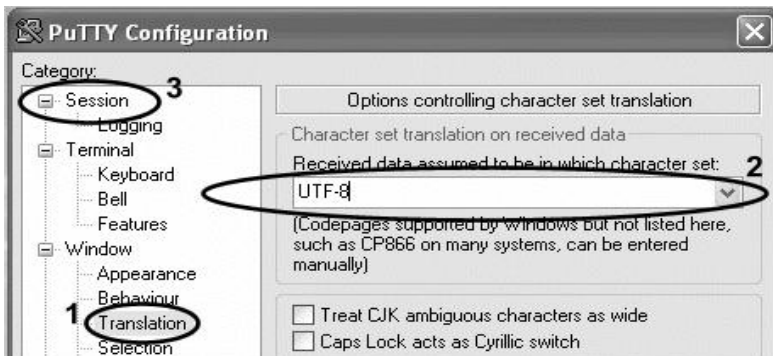 PuTTY Configuration
Category:
Session
3
Logging
Terminal
Keyboard
Bell
Features
Window
Appearance
Behaviour
1
Translation
Selection
Options controlling character set translation
Character set translation on received data
Received data assumed to be in which character set:
2
UTF-8
(Codepages supported by Windows but not listed here,
such as CP866 on many systems, can be entered
manually)
Treat CJK ambiguous characters as wide
Caps Lock acts as Cyrillic switch